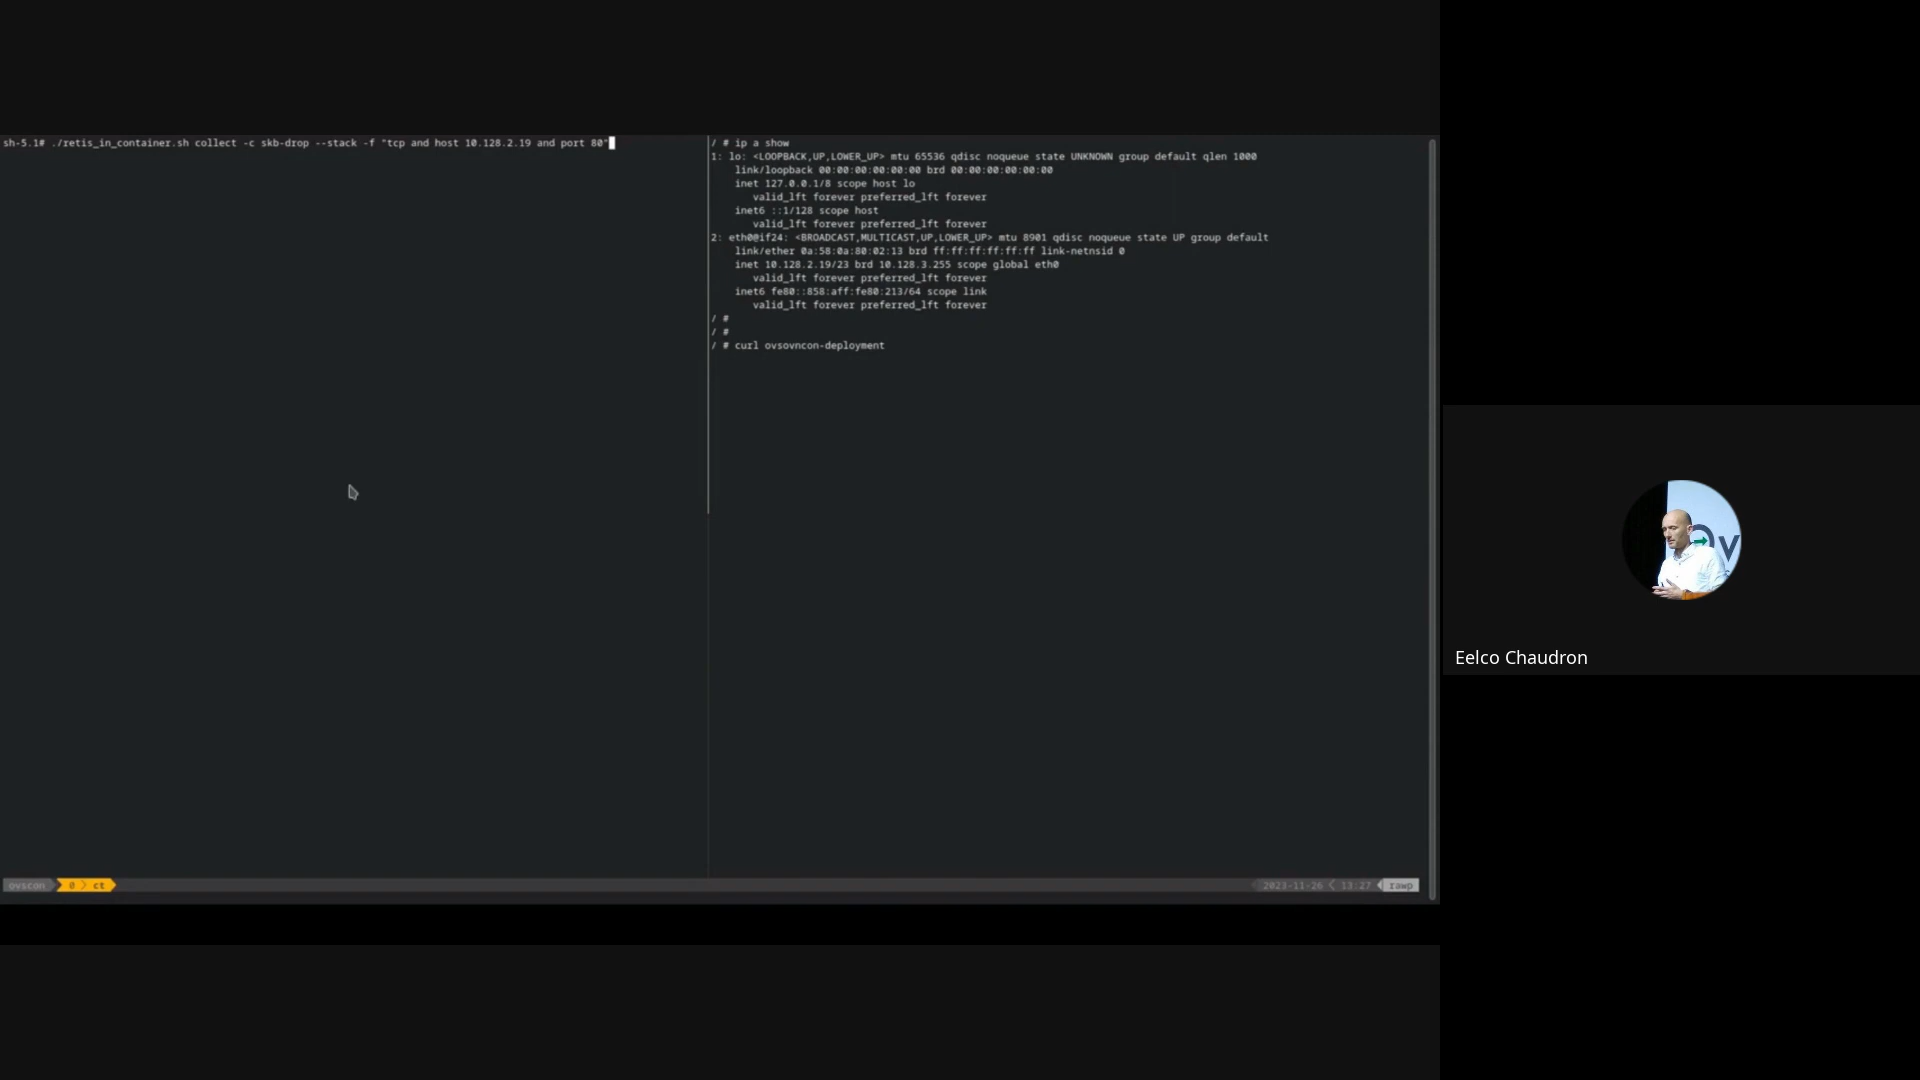 sh-5.1# ./retis_in_container.sh collect -c skb-drop --stack -f "tcp and host 10.128.2.19 and port 80"
/ # ip a show
1: lo: <LOOPBACK,UP,LOWER_UP> mtu 65536 qdisc noqueue state UNKNOWN group default qlen 1000
link/loopback 00:00:00:00:00:00 brd 00:00:00:00:00:00
inet 127.0.0.1/8 scope host lo
valid_lft forever preferred_lft forever
inet6 ::1/128 scope host
valid_lft forever preferred_lft forever
2: eth0@if24: <BROADCAST,MULTICAST,UP,LOWER_UP> mtu 8901 qdisc noqueue state UP group default
link/ether 0a:58:0a:80:02:13 brd ff:ff:ff:ff:ff:ff link-netnsid 0
inet 10.128.2.19/23 brd 10.128.3.255 scope global eth0
valid_lft forever preferred_lft forever
inet6 fe80::858:aff:fe80:213/64 scope link
valid_lft forever preferred_lft forever
/ #
/ #
/ # curl ovsovncon-deployment
ovscon 0 ct
2023-11-26 13:27 rawp
Eelco Chaudron